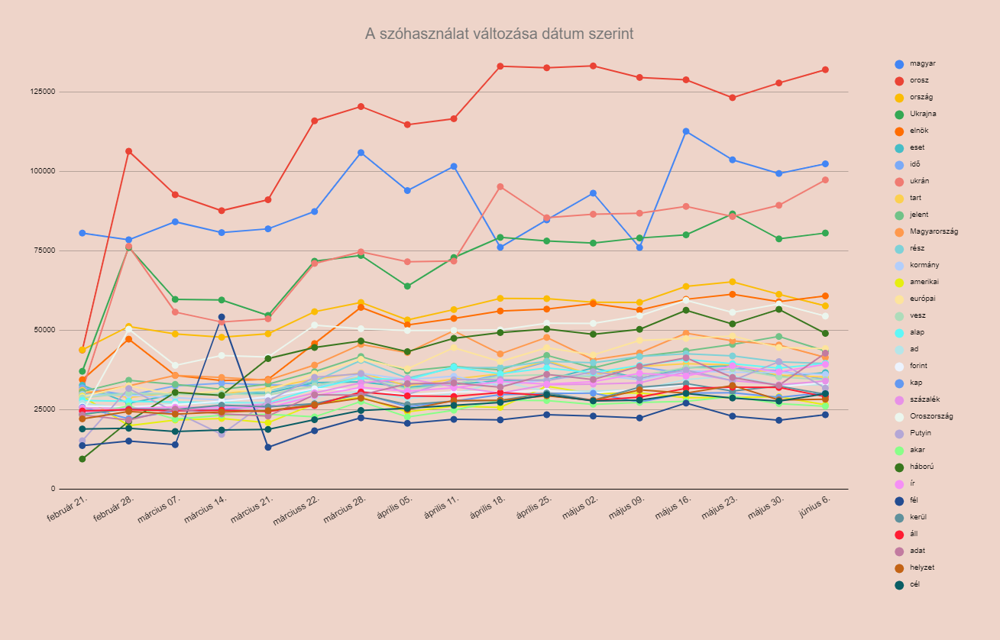 A szóhasználat változása dátum szerint
125000
100000
75000
50000
25000
0
február 21.
február 28.
március 07.
március 14.
március 21.
márciuss 22.
március 28.
április 05.
április 11.
április 18.
április 25.
május 02.
május 09.
május 16.
május 23.
május 30.
június 6.
magyar
orosz
ország
Ukrajna
elnök
eset
idő
ukrán
tart
jelent
Magyarország
rész
kormány
amerikai
európai
vesz
alap
ad
forint
kap
százalék
Oroszország
Putyin
akar
háború
ír
fél
kerül
áll
adat
helyzet
cél